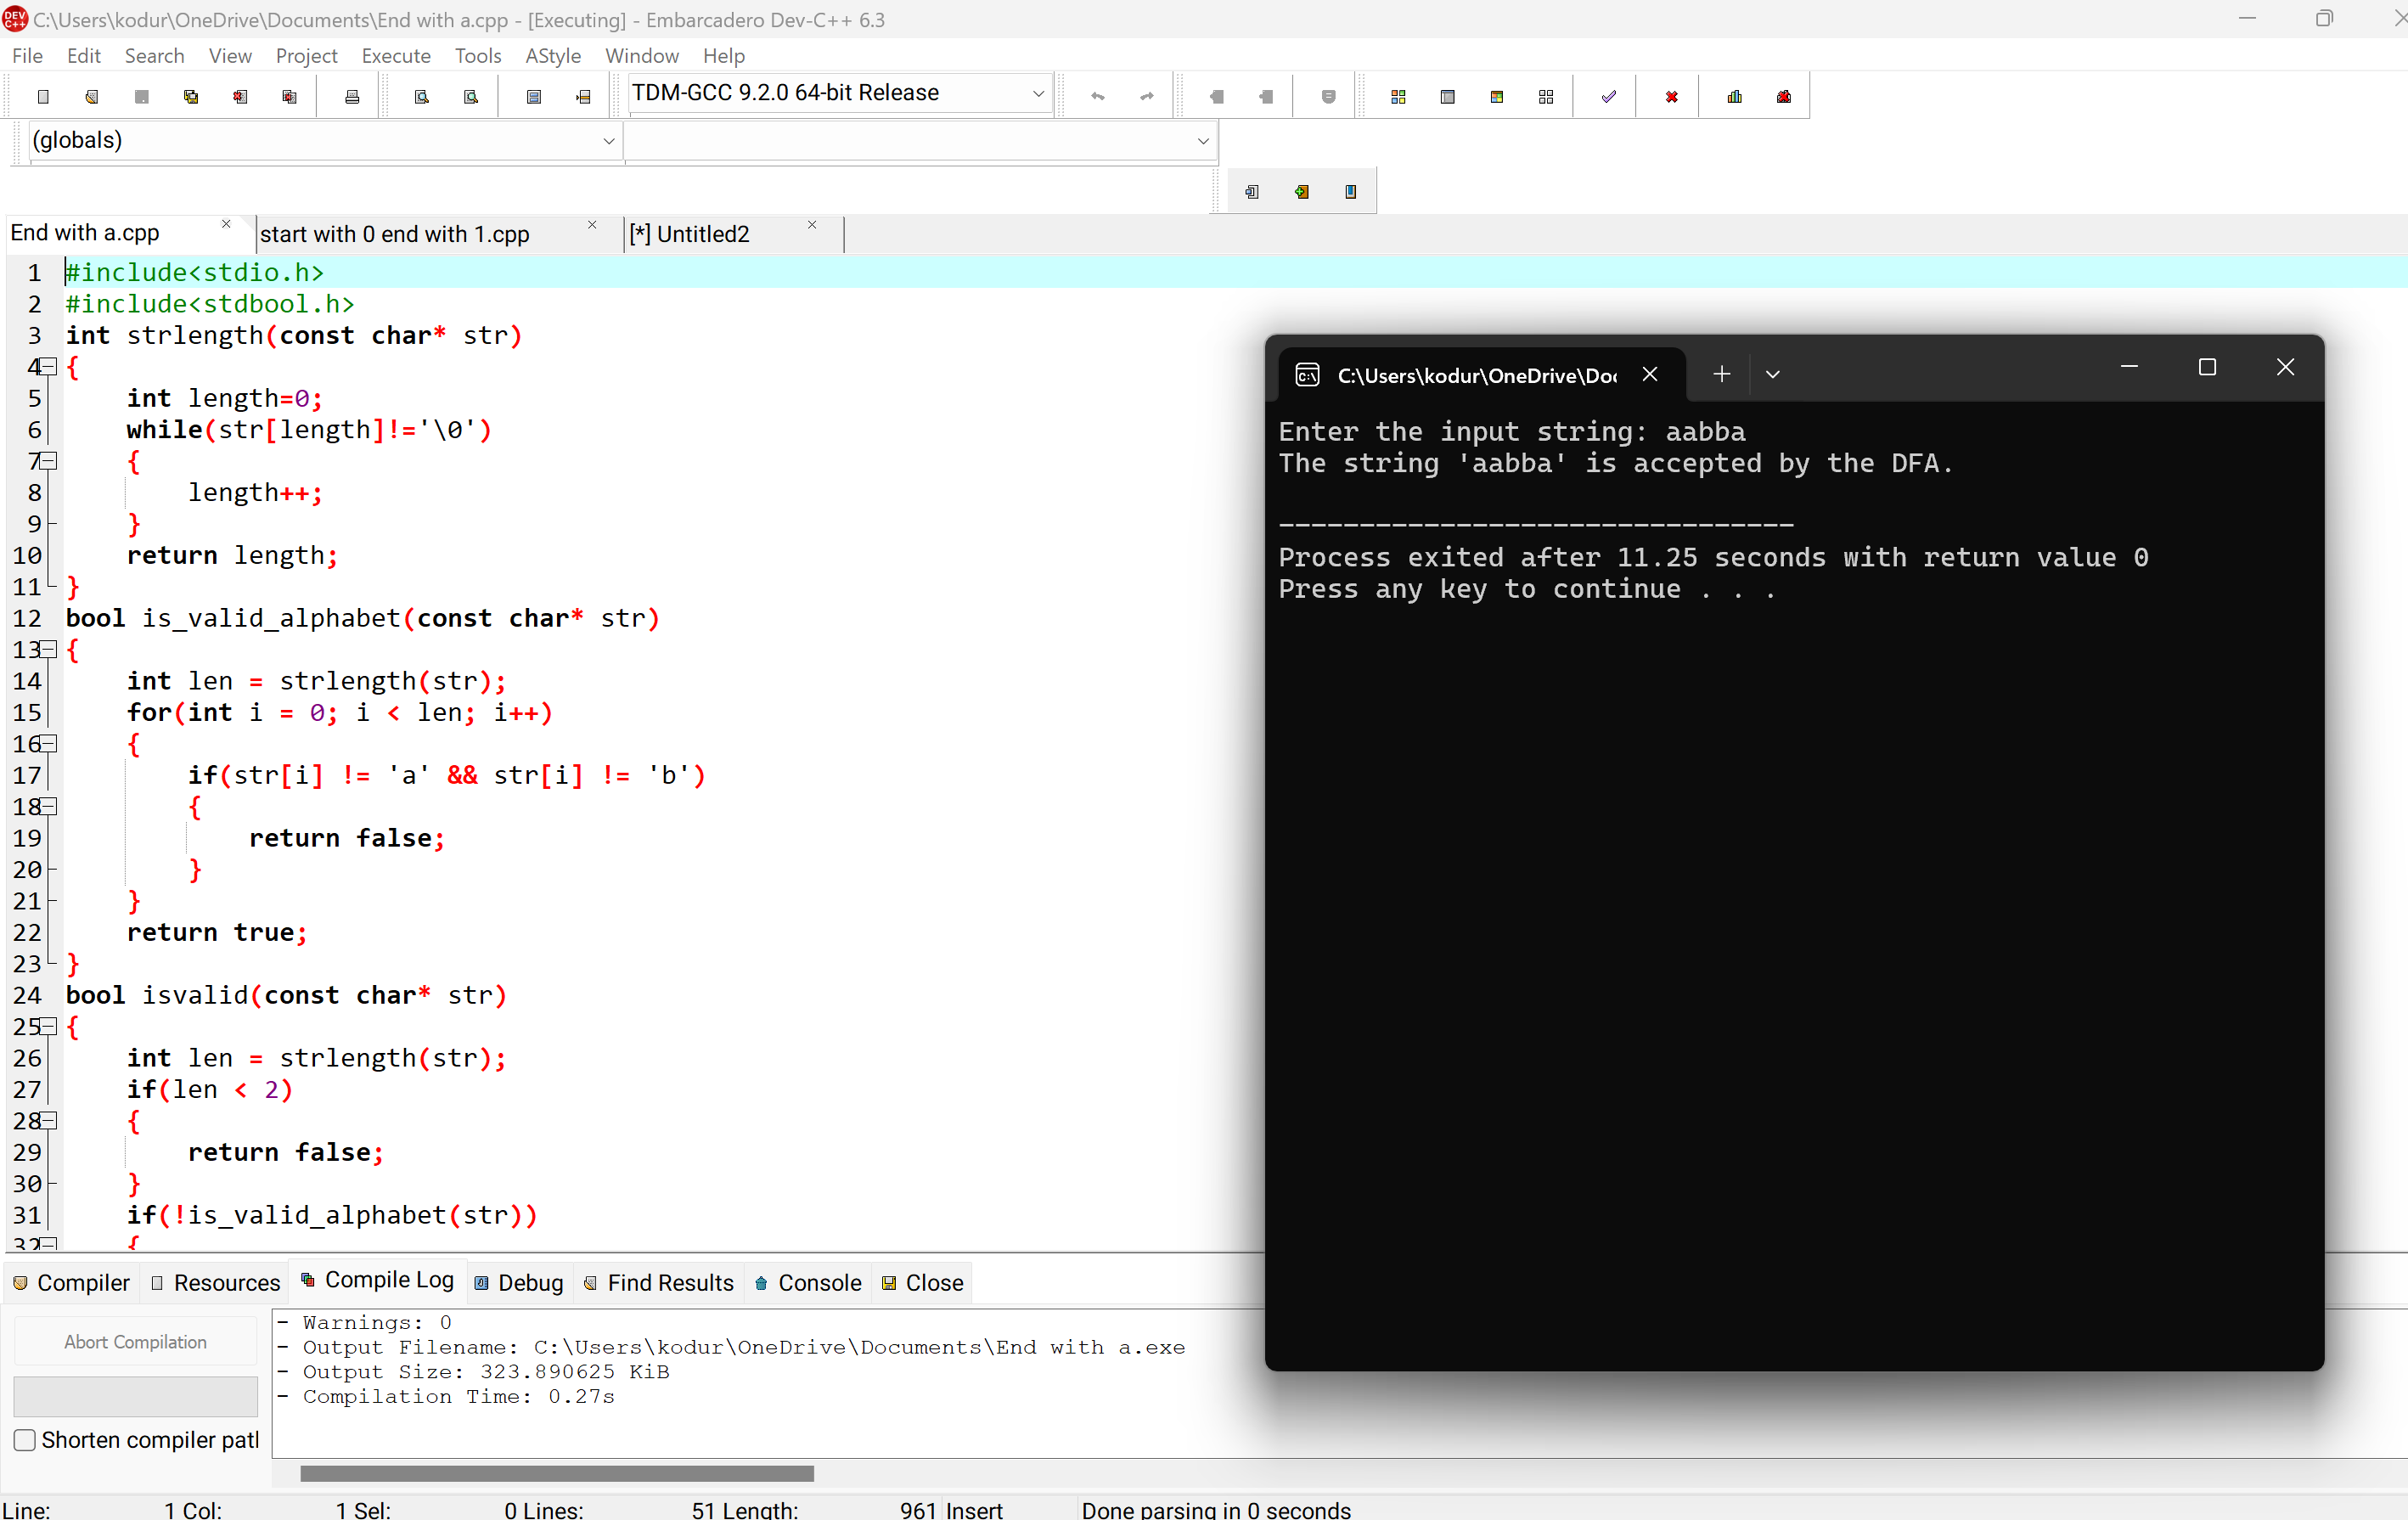 C:\Users\kodur\OneDrive\Documents\End with a.cpp - [Executing] - Embarcadero Dev-C++ 6.3
File Edit Search View Project Execute Tools AStyle Window Help
TDM-GCC 9.2.0 64-bit Release
(globals)
End with a.cpp
start with 0 end with 1.cpp
[*] Untitled2
1 #include<stdio.h>
2 #include<stdbool.h>
3 int strlength(const char* str)
4 {
5 int length=0;
6 while(str[length]!='\0')
7 {
8 length++;
9 }
10 return length;
11 }
12 bool is_valid_alphabet(const char* str)
13 {
14 int len = strlength(str);
15 for(int i = 0; i < len; i++)
16 {
17 if(str[i] != 'a' && str[i] != 'b')
18 {
19 return false;
20 }
21 }
22 return true;
23 }
24 bool isvalid(const char* str)
25 {
26 int len = strlength(str);
27 if(len < 2)
28 {
29 return false;
30 }
31 if(!is_valid_alphabet(str))
32 {
C:\Users\kodur\OneDrive\Doc
Enter the input string: aabba
The string 'aabba' is accepted by the DFA.
--------------------------------
Process exited after 11.25 seconds with return value 0
Press any key to continue . . .
Compiler Resources Compile Log Debug Find Results Console Close
Abort Compilation
Shorten compiler patl
- Warnings: 0
- Output Filename: C:\Users\kodur\OneDrive\Documents\End with a.exe
- Output Size: 323.890625 KiB
- Compilation Time: 0.27s
Line: 1 Col: 1 Sel: 0 Lines: 51 Length: 961 Insert Done parsing in 0 seconds